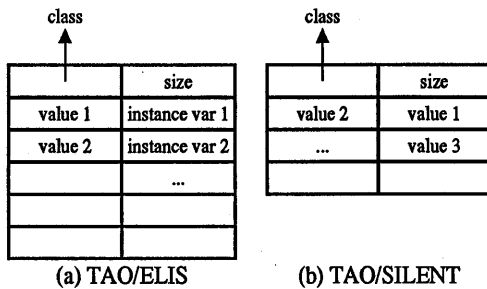 class
size
value 1 instance var 1
value 2 instance var 2
...
(a) TAO/ELIS
class
size
value 2 value 1
... value 3
(b) TAO/SILENT